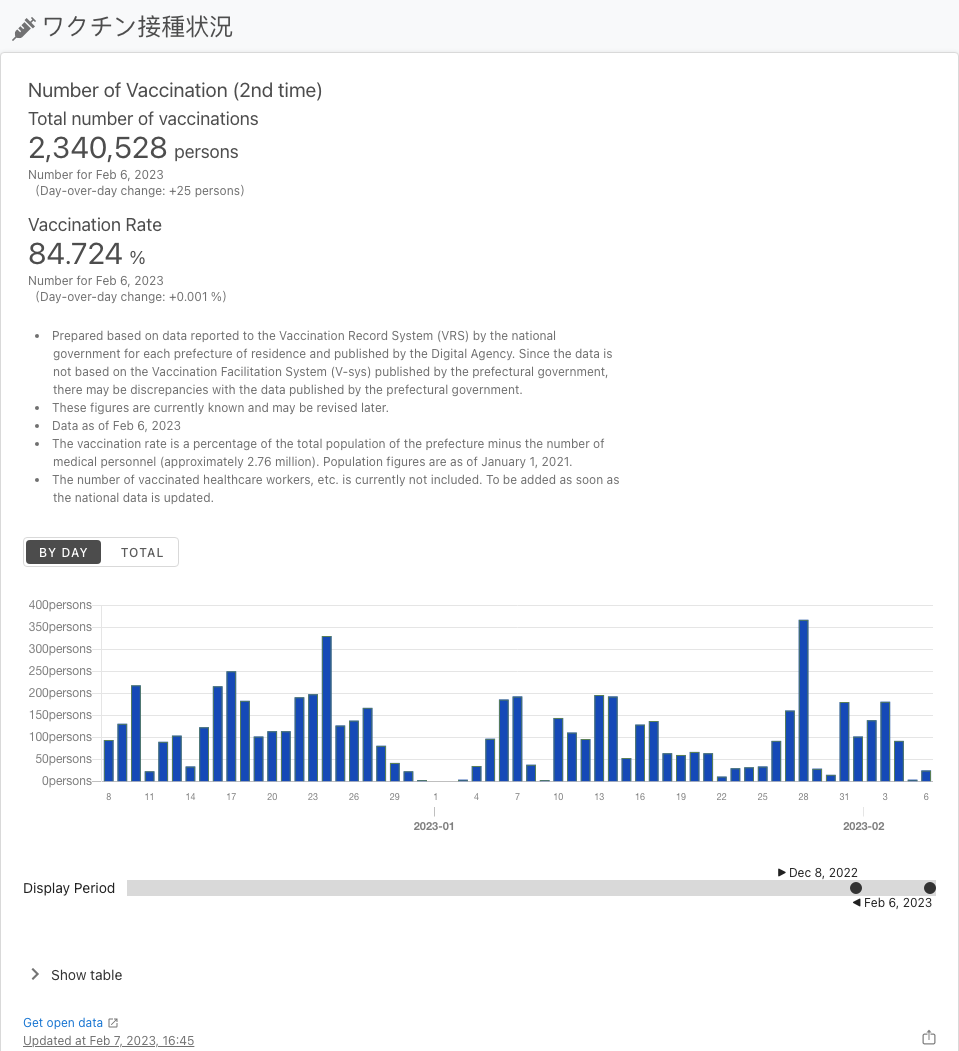 ワクチン接種状況
Number of Vaccination (2nd time)
Total number of vaccinations
2,340,528 persons
Number for Feb 6, 2023
(Day-over-day change: +25 persons)
Vaccination Rate
84.724 %
Number for Feb 6, 2023
(Day-over-day change: +0.001 %)
• Prepared based on data reported to the Vaccination Record System (VRS) by the national
government for each prefecture of residence and published by the Digital Agency. Since the data is
not based on the Vaccination Facilitation System (V-sys) published by the prefectural government,
there may be discrepancies with the data published by the prefectural government.
• These figures are currently known and may be revised later.
• Data as of Feb 6, 2023
• The vaccination rate is a percentage of the total population of the prefecture minus the number of
medical personnel (approximately 2.76 million). Population figures are as of January 1, 2021.
• The number of vaccinated healthcare workers, etc. is currently not included. To be added as soon as
the national data is updated.
BY DAY TOTAL
400persons
350persons
300persons
250persons
200persons
150persons
100persons
50persons
0persons
8 11 14 17 20 23 26 29 1 4 7 10 13 16 19 22 25 28 31 3 6
2023-01 2023-02
Dec 8, 2022
Display Period
Feb 6, 2023
Show table
Get open data
Updated at Feb 7, 2023, 16:45